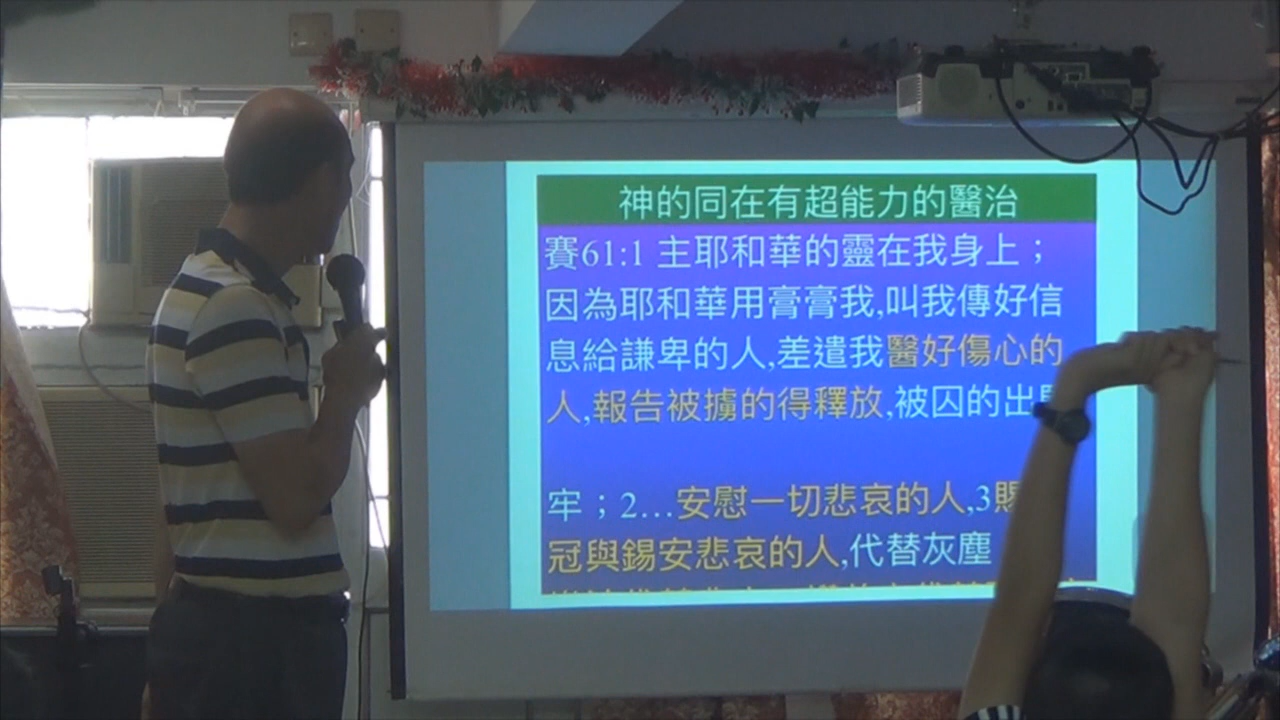 神的同在有超能力的醫治
賽61:1 主耶和華的靈在我身上；
因為耶和華用膏膏我,叫我傳好信
息給謙卑的人,差遣我醫好傷心的
人,報告被擄的得釋放,被囚的出
牢；2…安慰一切悲哀的人,3賜
冠與錫安悲哀的人,代替灰塵